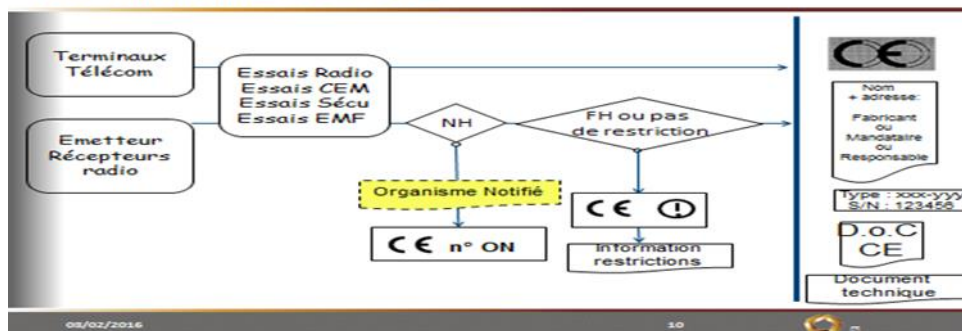 Terminaux
Télécom
Emetteur
Récepteurs
radio
Essais Radio
Essais CEM
Essais Sécu
Essais EMF
NH
FH ou pas
de restriction
Organisme Notifié
CE n° ON
CE
Information
restrictions
CE
Nom
+ adresse:
Fabricant
ou
Mandataire
ou
Responsable
Type : xxx-yyy
S/N : 123456
D.o.C
CE
Document
technique
03/02/2016
10